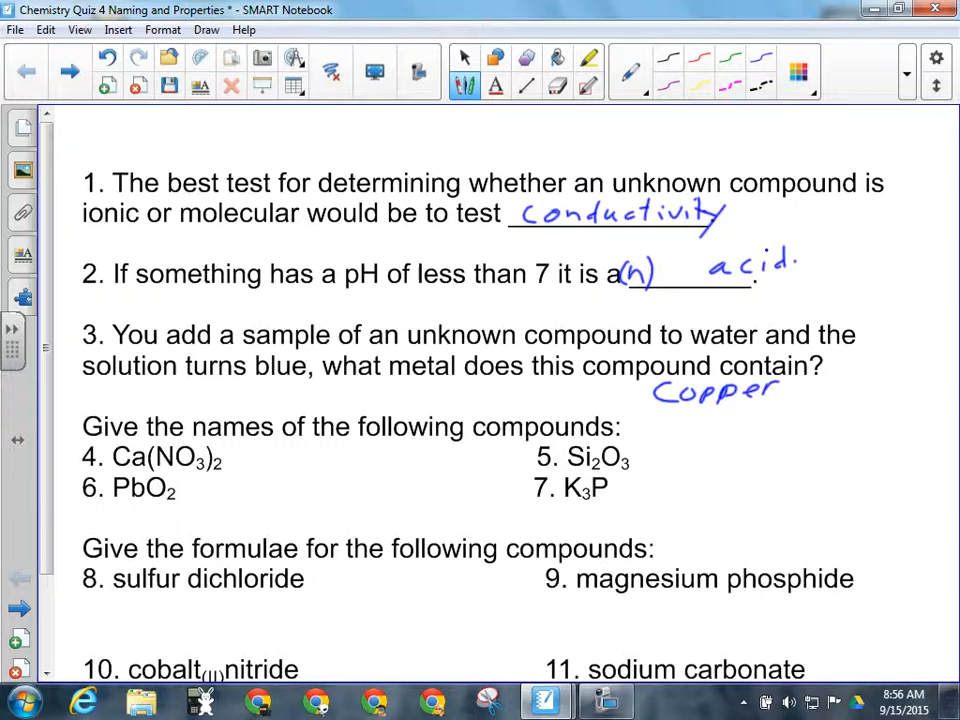 Chemistry Quiz 4 Naming and Properties * - SMART Notebook
File Edit View Insert Format Draw Help
1. The best test for determining whether an unknown compound is
ionic or molecular would be to test conductivity.
2. If something has a pH of less than 7 it is a(n) acid.
3. You add a sample of an unknown compound to water and the
solution turns blue, what metal does this compound contain?
Copper
Give the names of the following compounds:
4. Ca(NO₃)₂ 5. Si₂O₃
6. PbO₂ 7. K₃P
Give the formulae for the following compounds:
8. sulfur dichloride 9. magnesium phosphide
10. cobalt(II)nitride 11. sodium carbonate
8:56 AM
9/15/2015